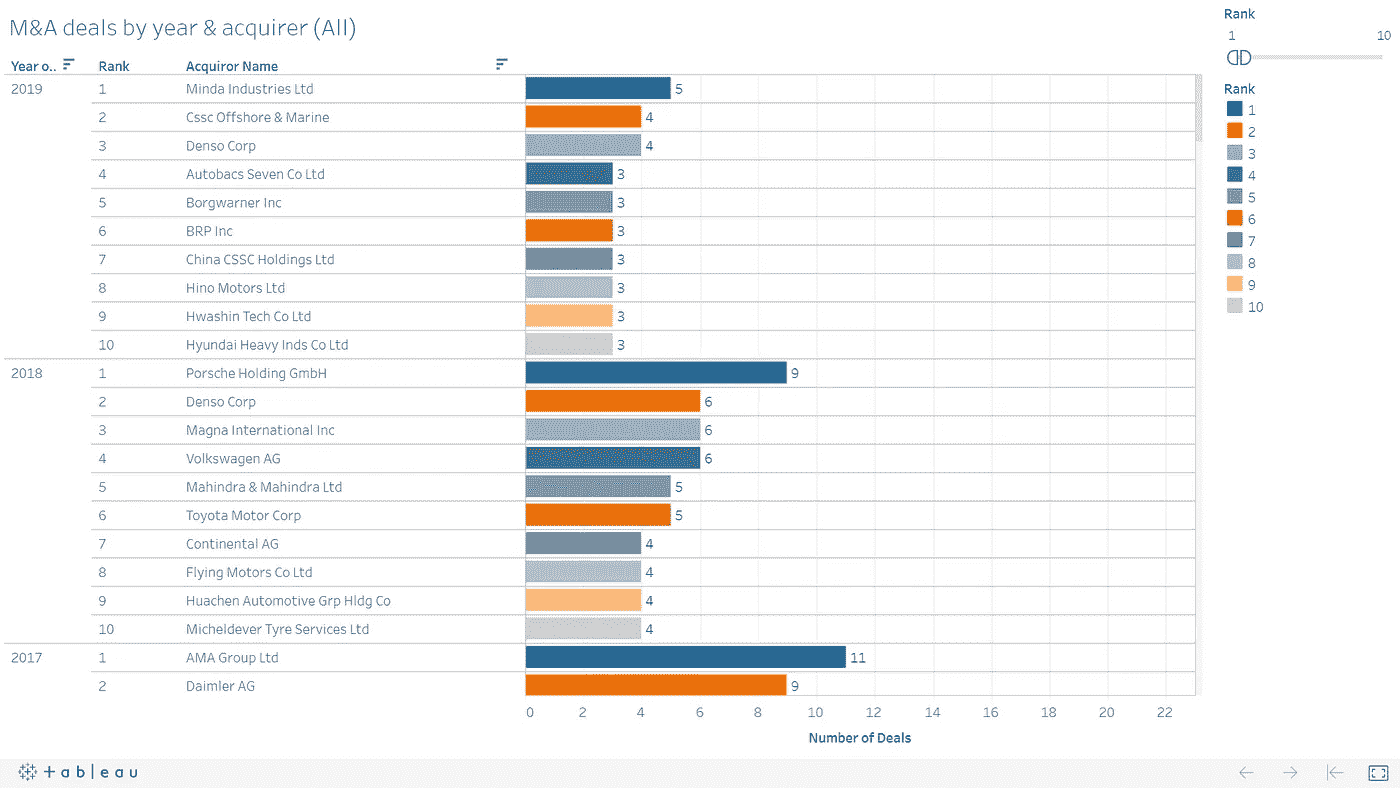 M&A deals by year & acquirer (All)
Year o.. Rank Acquiror Name
2019 1 Minda Industries Ltd 5
2 Cssc Offshore & Marine 4
3 Denso Corp 4
4 Autobacs Seven Co Ltd 3
5 Borgwarner Inc 3
6 BRP Inc 3
7 China CSSC Holdings Ltd 3
8 Hino Motors Ltd 3
9 Hwashin Tech Co Ltd 3
10 Hyundai Heavy Inds Co Ltd 3
2018 1 Porsche Holding GmbH 9
2 Denso Corp 6
3 Magna International Inc 6
4 Volkswagen AG 6
5 Mahindra & Mahindra Ltd 5
6 Toyota Motor Corp 5
7 Continental AG 4
8 Flying Motors Co Ltd 4
9 Huachen Automotive Grp Hldg Co 4
10 Micheldever Tyre Services Ltd 4
2017 1 AMA Group Ltd 11
2 Daimler AG 9
0 2 4 6 8 10 12 14 16 18 20 22
Number of Deals
Rank
1 10
Rank
1
2
3
4
5
6
7
8
9
10
+ a b l e a u